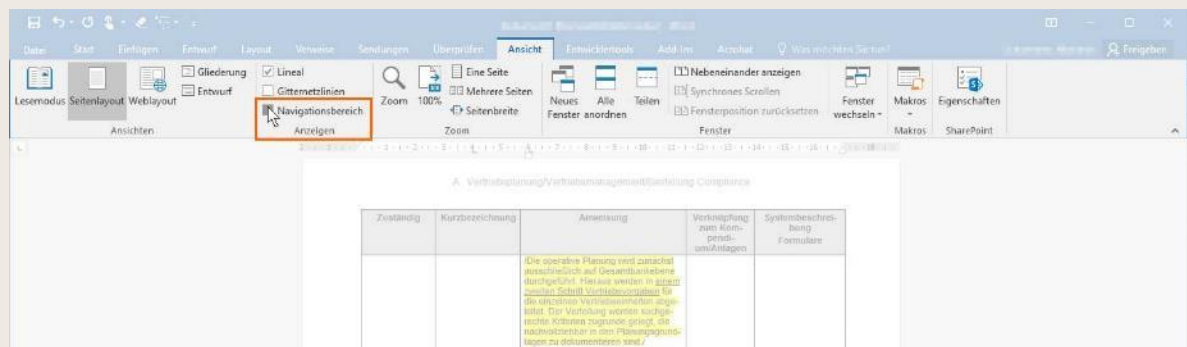 Datei Start Einfügen Entwurf Layout Verweise Sendungen Überprüfen Ansicht Entwicklertools Add-Ins Acrobat Was möchten Sie tun? Freigeben
Lesemodus Seitenlayout Weblayout Gliederung Entwurf
Ansichten
Lineal
Gitternetzlinien
Navigationsbereich
Anzeigen
Zoom 100% Eine Seite
Mehrere Seiten
Seitenbreite
Zoom
Neues Fenster Alle anordnen Teilen
Nebeneinander anzeigen
Synchrones Scrollen
Fensterposition zurücksetzen
Fenster wechseln
Fenster
Makros
Makros
Eigenschaften
SharePoint
A. Vertriebsplanung/Vertriebsmanagement/ Compliance
Zuständig Kurzbezeichnung Anweisung Verknüpfung zum Kom-pendi-um/Anlagen Systembeschrei-bung Formulare
/Die operative Planung wird zunächst
ausschließlich auf Gesamtbankebene
durchgeführt. Hieraus werden in einem
zweiten Schritt Vertriebsvorgaben für
die einzelnen Vertriebseinheiten abge-
leitet. Der Verteilung werden sachge-
rechte Kriterien zugrunde gelegt, die
nachvollziehbar in den Planungsgrund-
lagen zu dokumentieren sind./